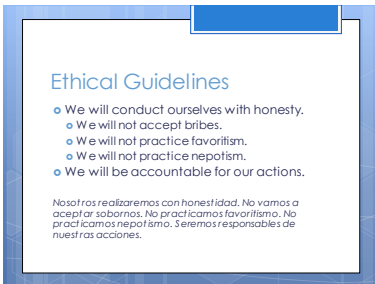 Ethical Guidelines
We will conduct ourselves with honesty.
We will not accept bribes.
We will not practice favoritism.
We will not practice nepotism.
We will be accountable for our actions.
Nosotros realizaremos con honestidad. No vamos a
aceptar sobornos. No practicamos favoritismo. No
practicamos nepotismo. Seremos responsables de
nuestras acciones.